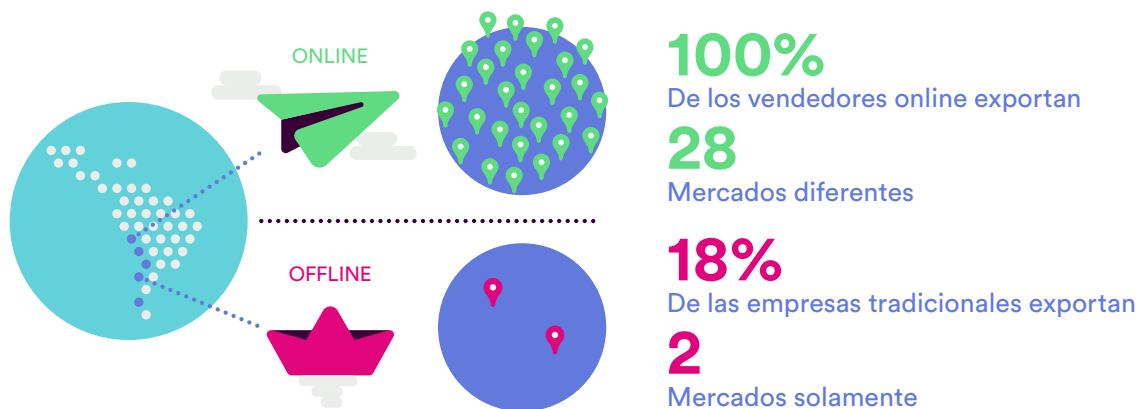 ONLINE
100%
De los vendedores online exportan
28
Mercados diferentes
OFFLINE
18%
De las empresas tradicionales exportan
2
Mercados solamente